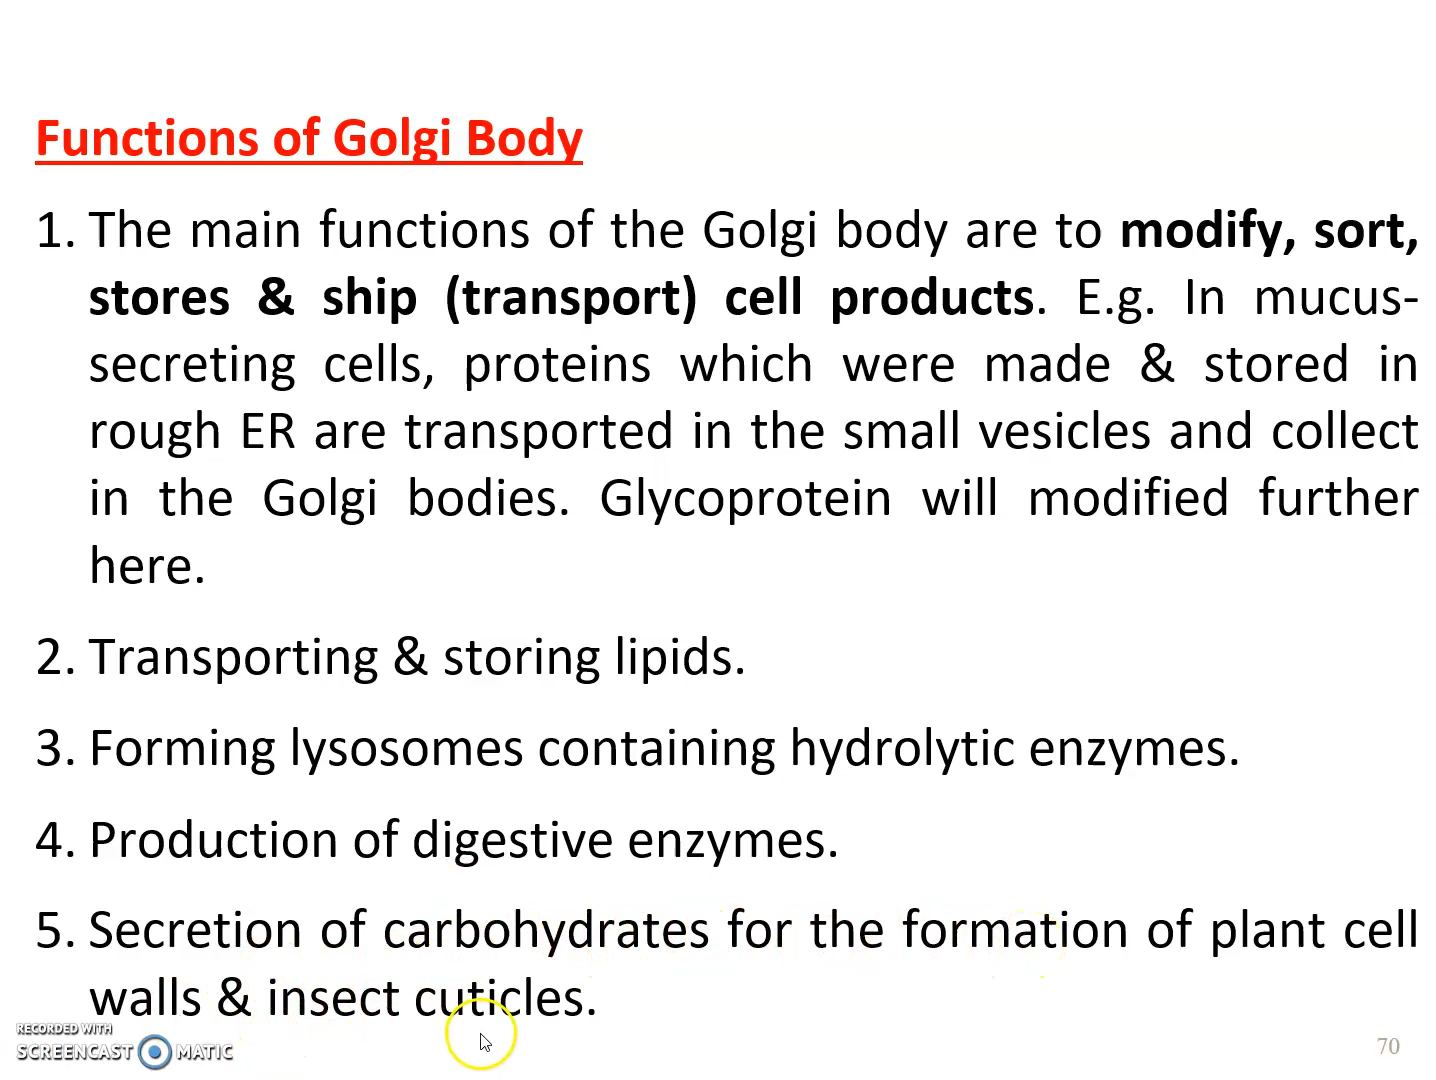 Functions of Golgi Body
1. The main functions of the Golgi body are to modify, sort,
stores & ship (transport) cell products. E.g. In mucus-
secreting cells, proteins which were made & stored in
rough ER are transported in the small vesicles and collect
in the Golgi bodies. Glycoprotein will modified further
here.
2. Transporting & storing lipids.
3. Forming lysosomes containing hydrolytic enzymes.
4. Production of digestive enzymes.
5. Secretion of carbohydrates for the formation of plant cell
walls & insect cuticles.
RECORDED WITH
SCREENCAST MATIC
70